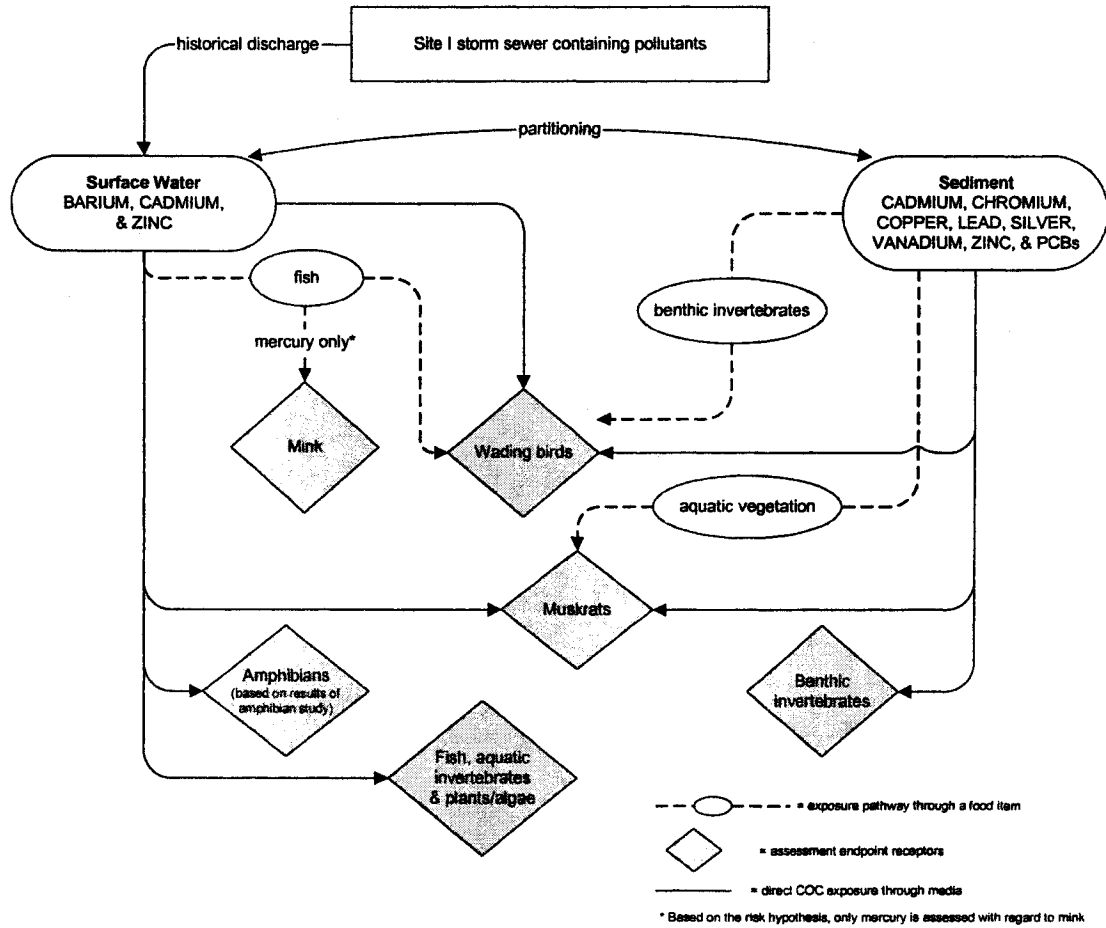 historical discharge
Site I storm sewer containing pollutants
partitioning
Surface Water
BARIUM, CADMIUM,
& ZINC
Sediment
CADMIUM, CHROMIUM,
COPPER, LEAD, SILVER,
VANADIUM, ZINC, & PCBs
fish
benthic invertebrates
mercury only*
Mink
Wading birds
aquatic vegetation
Muskrats
Amphibians
(based on results of
amphibian study)
Benthic
invertebrates
Fish, aquatic
invertebrates
& plants/algae
= exposure pathway through a food item
= assessment endpoint receptors
= direct COC exposure through media
* Based on the risk hypothesis, only mercury is assessed with regard to mink